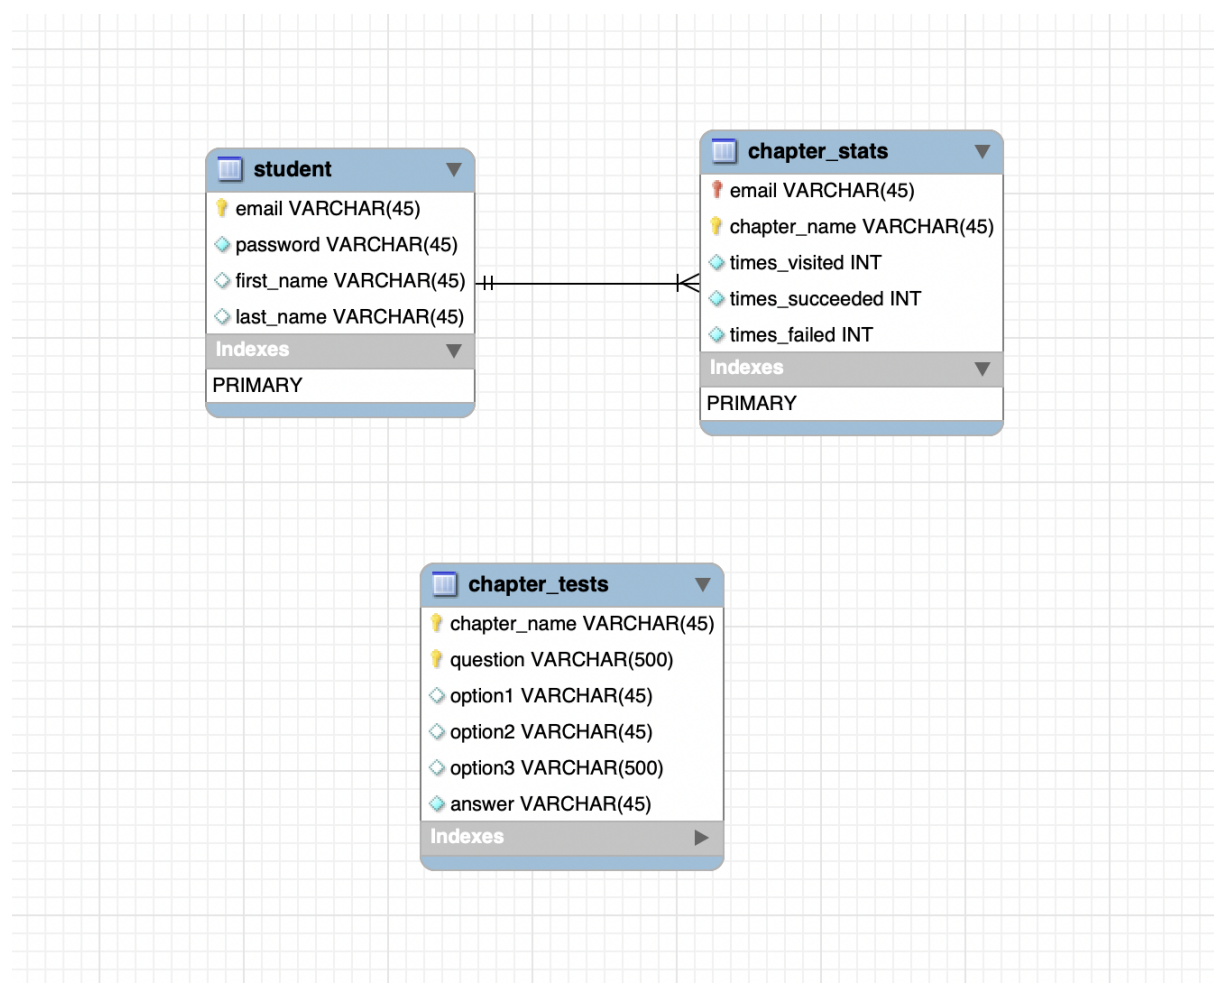 student
email VARCHAR(45)
password VARCHAR(45)
first_name VARCHAR(45)
last_name VARCHAR(45)
Indexes
PRIMARY
chapter_stats
email VARCHAR(45)
chapter_name VARCHAR(45)
times_visited INT
times_succeeded INT
times_failed INT
Indexes
PRIMARY
chapter_tests
chapter_name VARCHAR(45)
question VARCHAR(500)
option1 VARCHAR(45)
option2 VARCHAR(45)
option3 VARCHAR(500)
answer VARCHAR(45)
Indexes